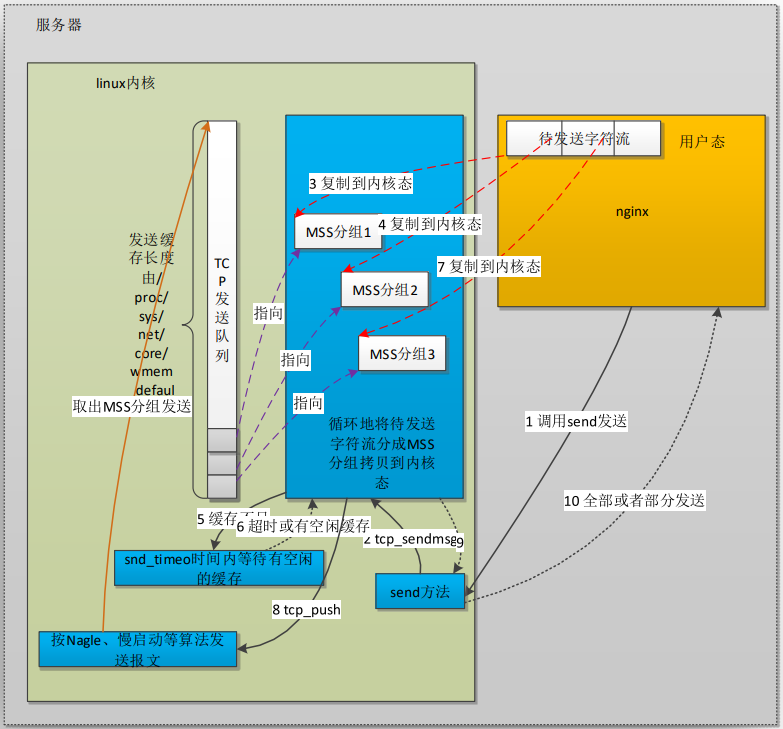 服务器
linux内核
待发送字符流
用户态
nginx
3 复制到内核态
4 复制到内核态
7 复制到内核态
MSS分组1
MSS分组2
MSS分组3
发送缓
存长度
由/
proc/
sys/
net/
core/
wmem
defaul
TC
P
发
送
队
列
指向
指向
指向
取出MSS分组发送
循环地将待发送
字符流分成MSS
分组拷贝到内核
态
1 调用send发送
10 全部或者部分发送
5 缓存
6 超时或有空闲缓存
2 tcp_sendmsg
9
snd_timeo时间内等待有空闲
的缓存
send方法
8 tcp_push
按Nagle、慢启动等算法发
送报文